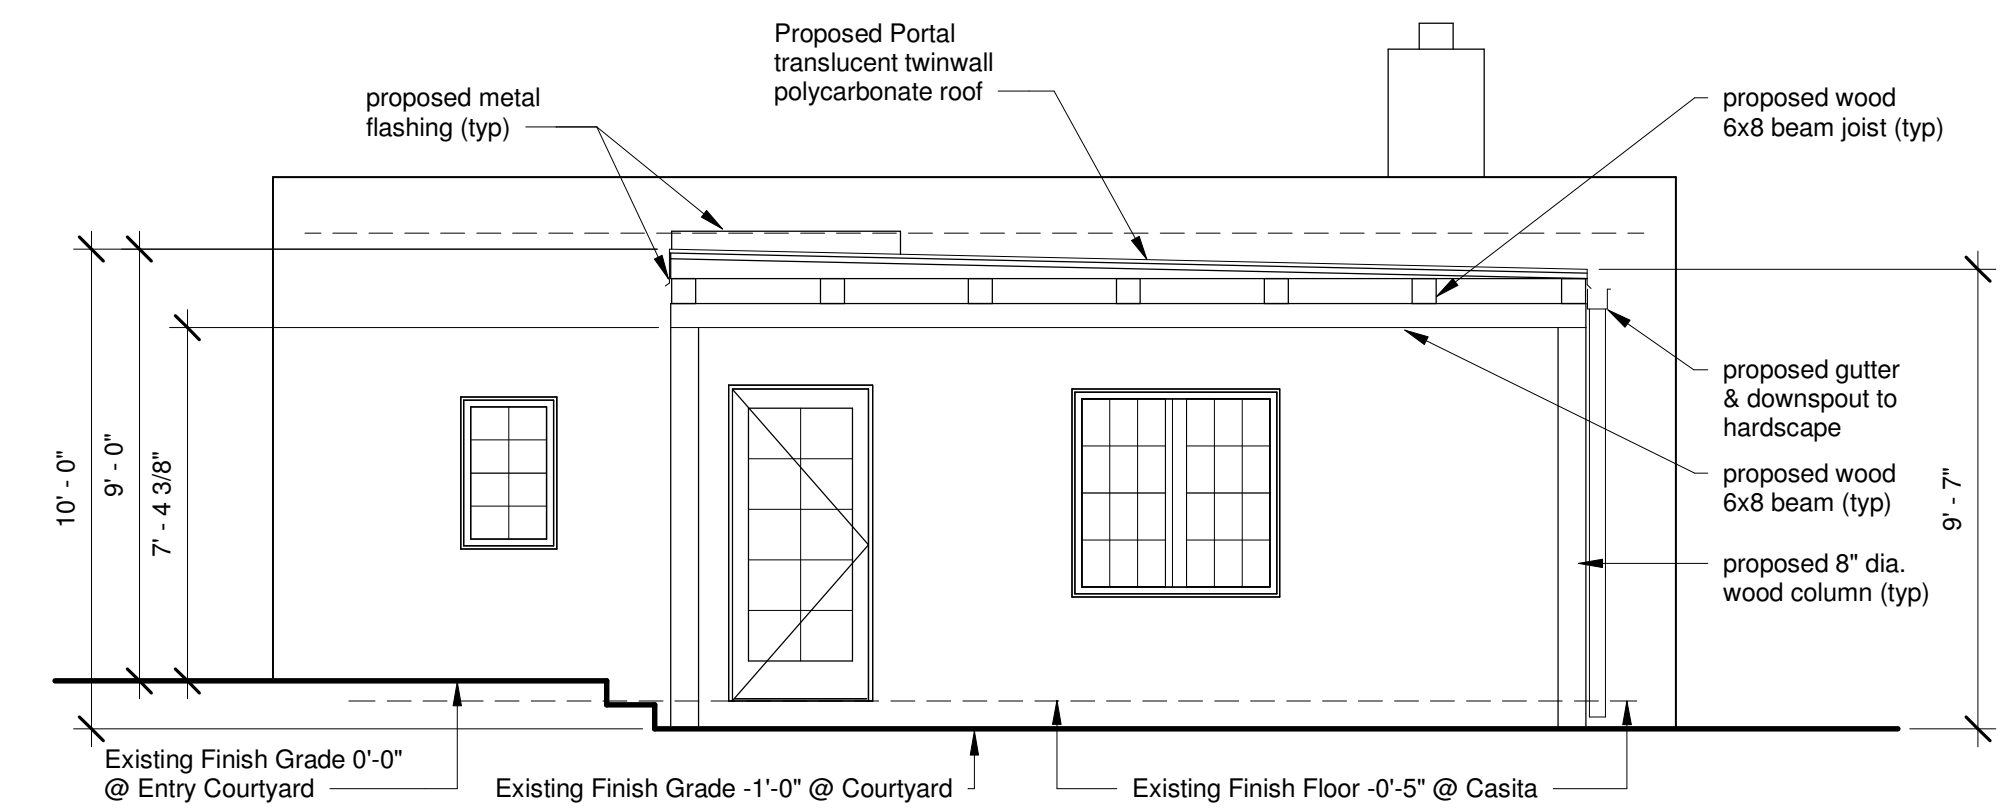 Proposed Portal
translucent twinwall
polycarbonate roof
proposed metal
flashing (typ)
proposed wood
6x8 beam joist (typ)
proposed gutter
& downspout to
hardscape
proposed wood
6x8 beam (typ)
proposed 8" dia.
wood column (typ)
10' - 0"
9' - 0"
7' - 4 3/8"
9' - 7"
Existing Finish Grade 0'-0"
@ Entry Courtyard
Existing Finish Grade -1'-0" @ Courtyard
Existing Finish Floor -0'-5" @ Casita